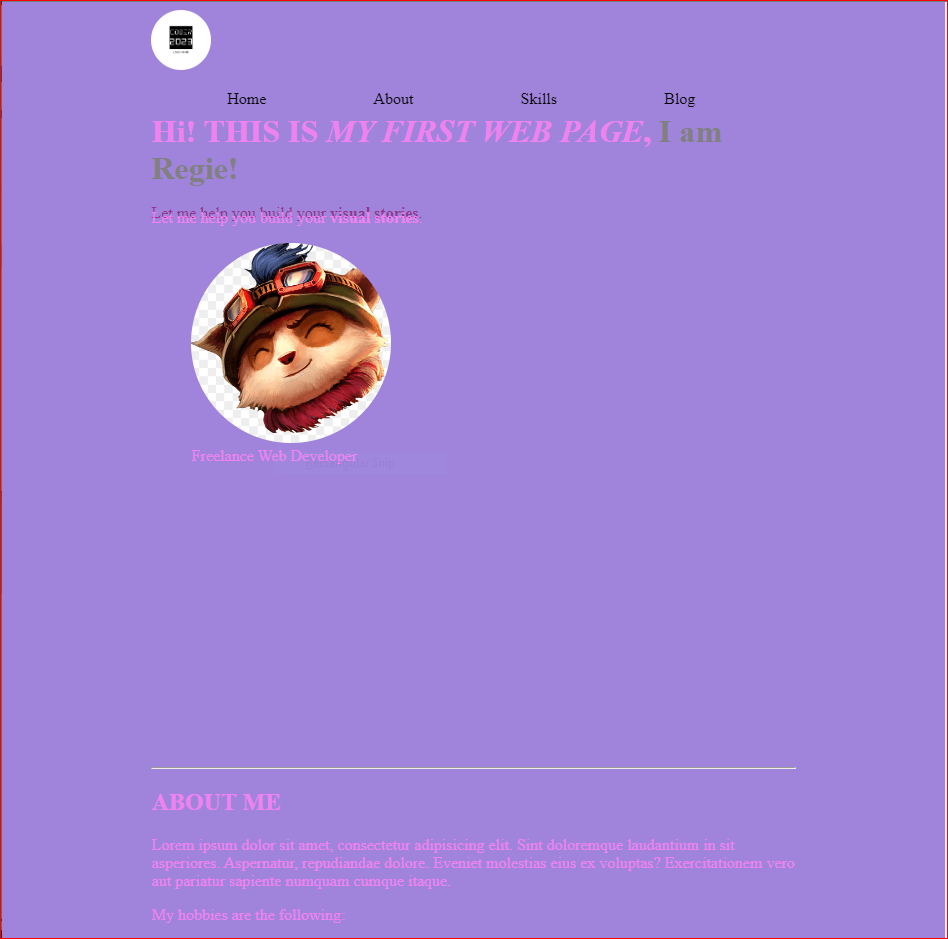 CODER
2023
Home About Skills Blog
Hi! THIS IS MY FIRST WEB PAGE, I am
Regie!
Let me help you build your visual stories.
Let me help you build your visual stories.
Freelance Web Developer
ABOUT ME
Lorem ipsum dolor sit amet, consectetur adipisicing elit. Sint doloremque laudantium in sit
asperiores. Aspernatur, repudiandae dolore. Eveniet molestias eius ex voluptas? Exercitationem vero
aut pariatur sapiente numquam cumque itaque.
My hobbies are the following: